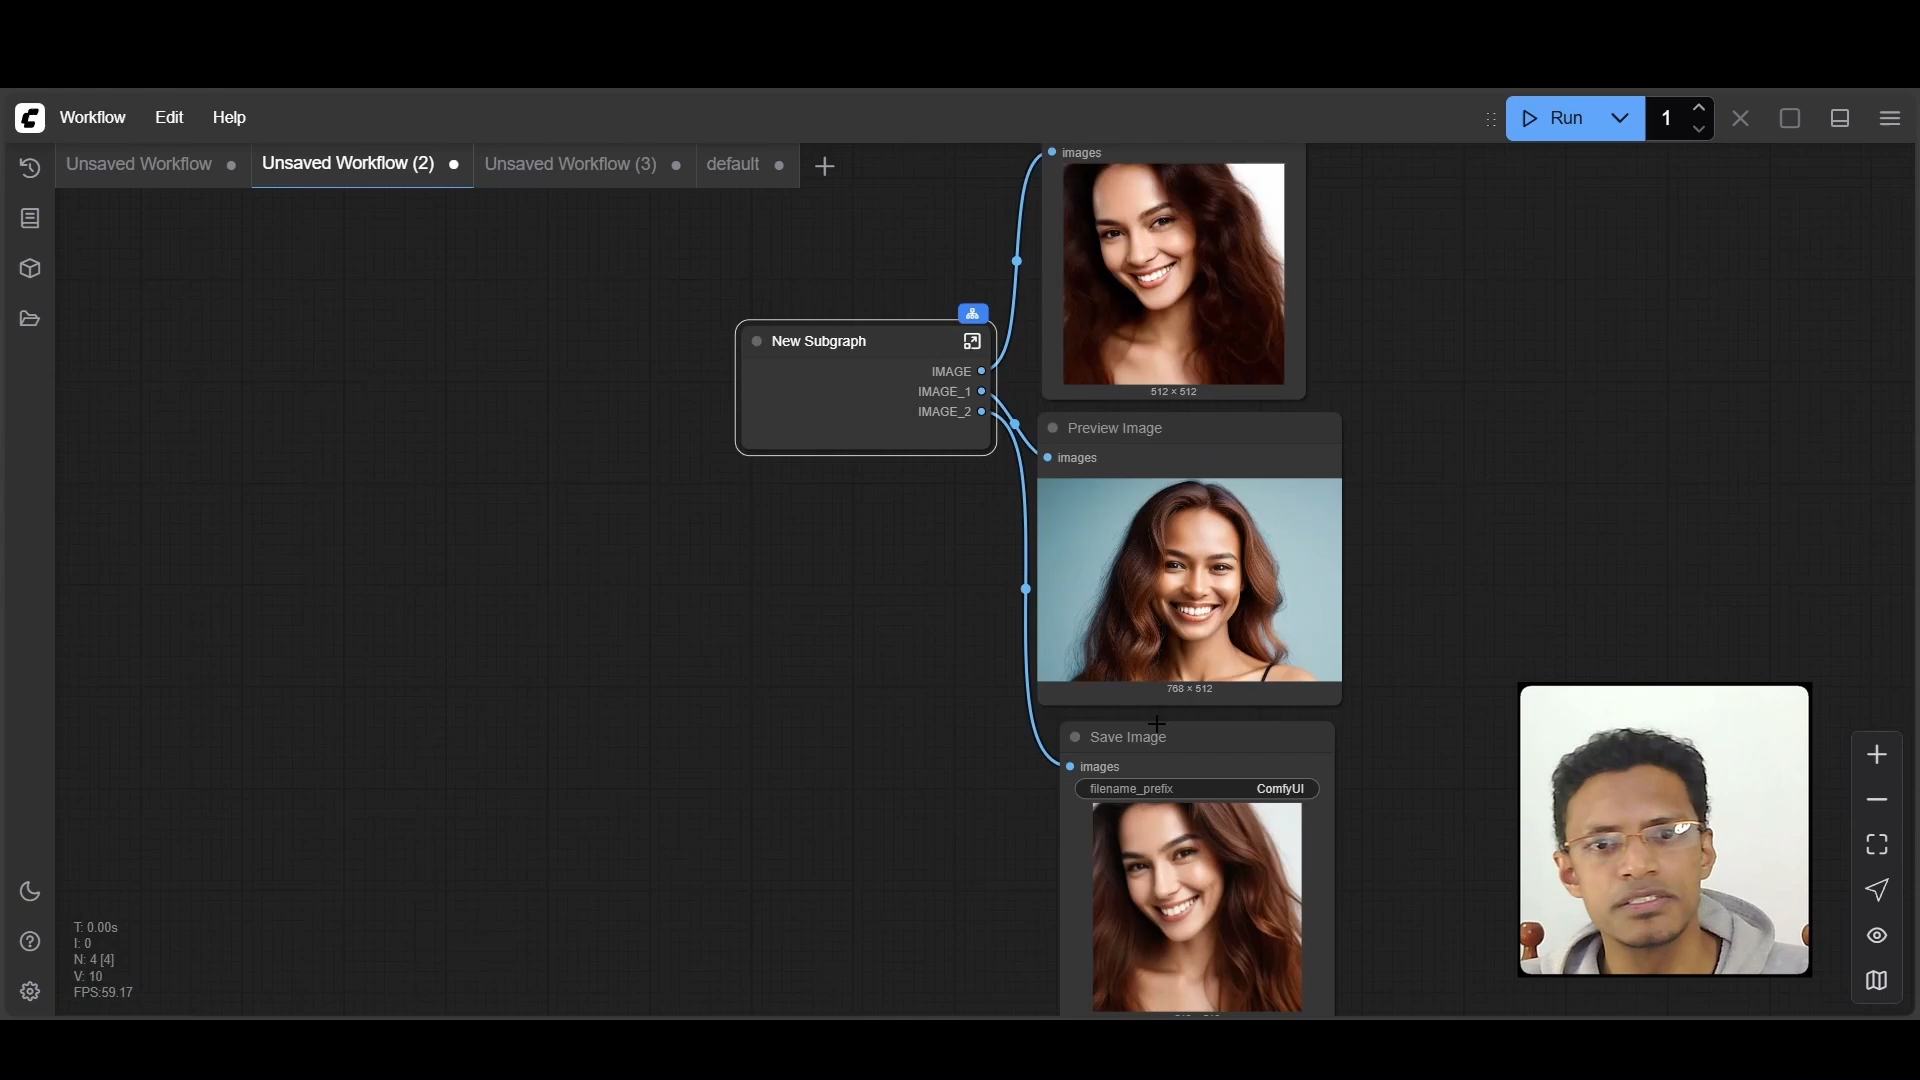 Workflow Edit Help
Run 1
Unsaved Workflow Unsaved Workflow (2) Unsaved Workflow (3) default
images
512 × 512
New Subgraph
IMAGE
IMAGE_1
IMAGE_2
Preview Image
images
768 × 512
Save Image
images
filename_prefix ComfyUI
T: 0.00s
I: 0
N: 4 [4]
V: 10
FPS:59.17